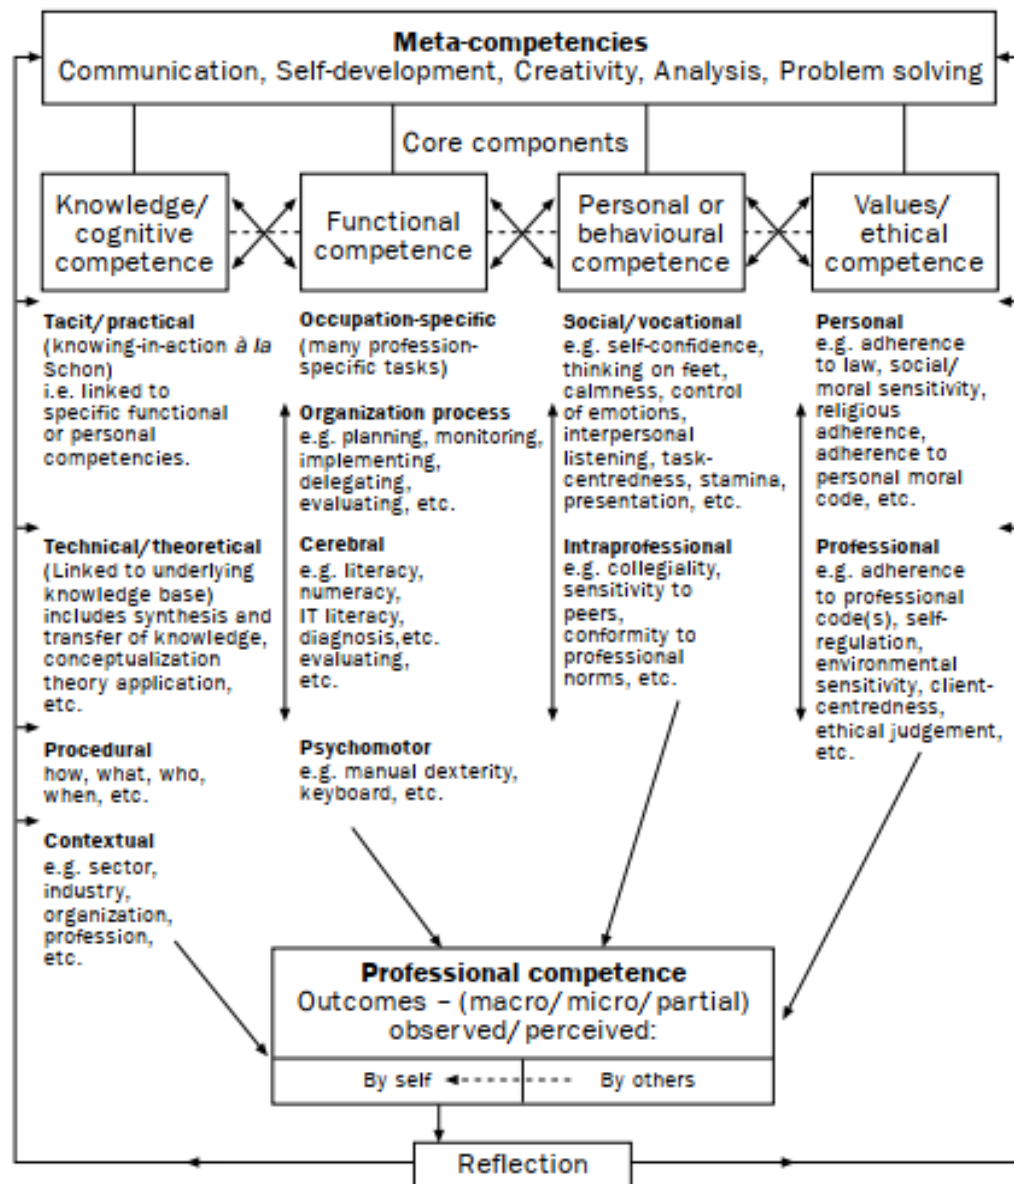 Meta-competencies
Communication, Self-development, Creativity, Analysis, Problem solving
Core components
Knowledge/
cognitive
competence
Functional
competence
Personal or
behavioural
competence
Values/
ethical
competence
Tacit/practical
(knowing-in-action à la
Schon)
i.e. linked to
specific functional
or personal
competencies.
Technical/theoretical
(Linked to underlying
knowledge base)
includes synthesis and
transfer of knowledge,
conceptualization
theory application,
etc.
Procedural
how, what, who,
when, etc.
Contextual
e.g. sector,
industry,
organization,
profession,
etc.
Occupation-specific
(many profession-
specific tasks)
Organization process
e.g. planning, monitoring,
implementing,
delegating,
evaluating, etc.
Cerebral
e.g. literacy,
numeracy,
IT literacy,
diagnosis,etc.
evaluating,
etc.
Psychomotor
e.g. manual dexterity,
keyboard, etc.
Social/vocational
e.g. self-confidence,
thinking on feet,
calmness, control
of emotions,
interpersonal
listening, task-
centredness, stamina,
presentation, etc.
Intraprofessional
e.g. collegiality,
sensitivity to
peers,
conformity to
professional
norms, etc.
Personal
e.g. adherence
to law, social/
moral sensitivity,
religious
adherence,
adherence to
personal moral
code, etc.
Professional
e.g. adherence
to professional
code(s), self-
regulation,
environmental
sensitivity, client-
centredness,
ethical judgement,
etc.
Professional competence
Outcomes – (macro/micro/partial)
observed/perceived:
By self
By others
Reflection